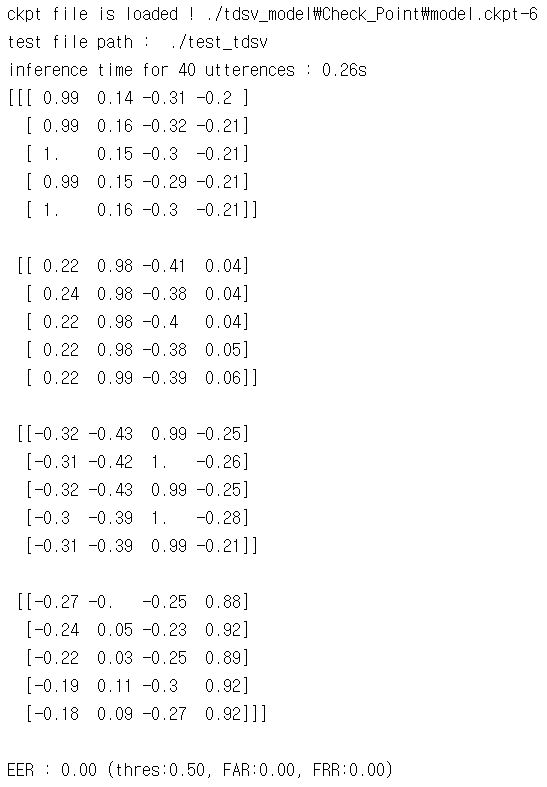 ckpt file is loaded ! ./tdsv_model₩Check_Point₩model.ckpt-6
test file path :  ./test_tdsv
inference time for 40 utterences : 0.26s
[[[ 0.99  0.14 -0.31 -0.2 ]
  [ 0.99  0.16 -0.32 -0.21]
  [ 1.    0.15 -0.3  -0.21]
  [ 0.99  0.15 -0.29 -0.21]
  [ 1.    0.16 -0.3  -0.21]]
 [[ 0.22  0.98 -0.41  0.04]
  [ 0.24  0.98 -0.38  0.04]
  [ 0.22  0.98 -0.4   0.04]
  [ 0.22  0.98 -0.38  0.05]
  [ 0.22  0.99 -0.39  0.06]]
 [[-0.32 -0.43  0.99 -0.25]
  [-0.31 -0.42  1.   -0.26]
  [-0.32 -0.43  0.99 -0.25]
  [-0.3  -0.39  1.   -0.28]
  [-0.31 -0.39  0.99 -0.21]]
 [[-0.27 -0.   -0.25  0.88]
  [-0.24  0.05 -0.23  0.92]
  [-0.22  0.03 -0.25  0.89]
  [-0.19  0.11 -0.3   0.92]
  [-0.18  0.09 -0.27  0.92]]]
EER : 0.00 (thres:0.50, FAR:0.00, FRR:0.00)